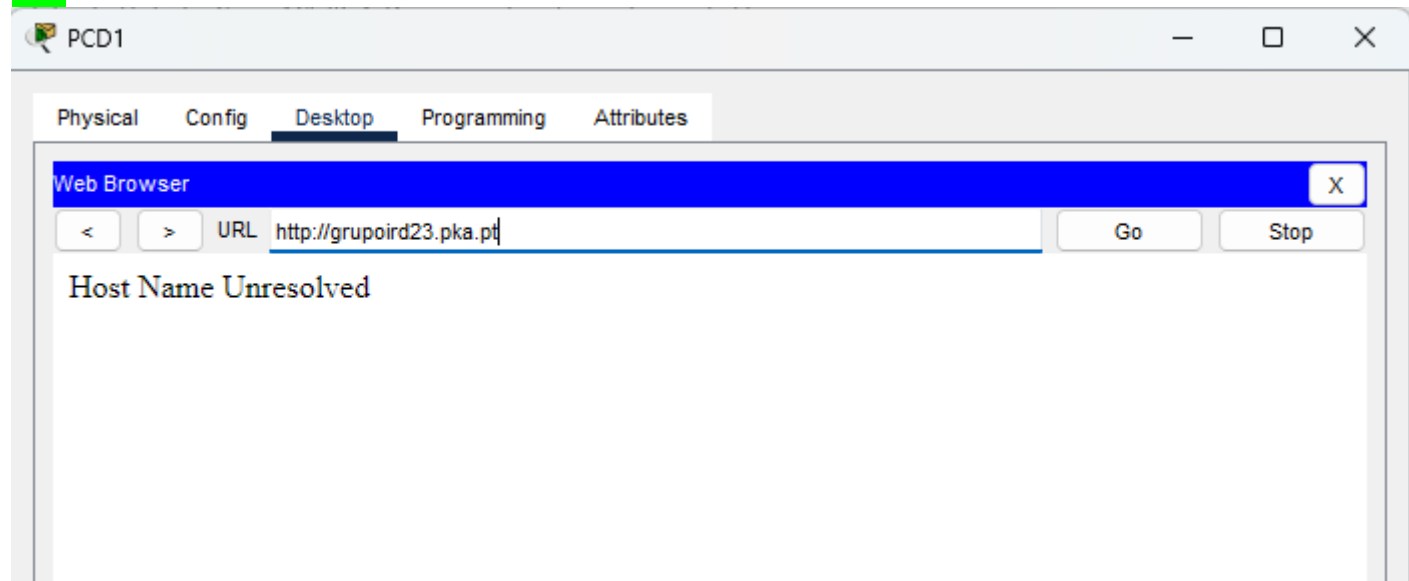 PCD1
Physical Config Desktop Programming Attributes
Web Browser X
< > URL http://grupoird23.pka.pt Go Stop
Host Name Unresolved